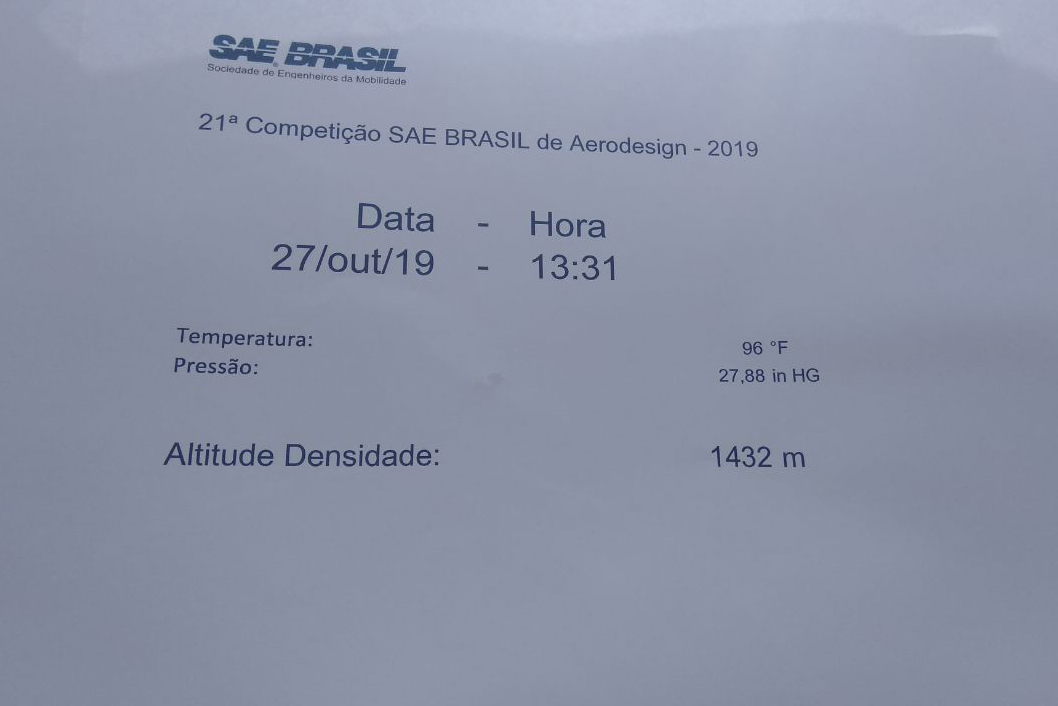 SAE BRASIL
Sociedade de Engenheiros da Mobilidade
21ª Competição SAE BRASIL de Aerodesign - 2019
Data - Hora
27/out/19 - 13:31
Temperatura: 96 °F
Pressão: 27,88 in HG
Altitude Densidade: 1432 m